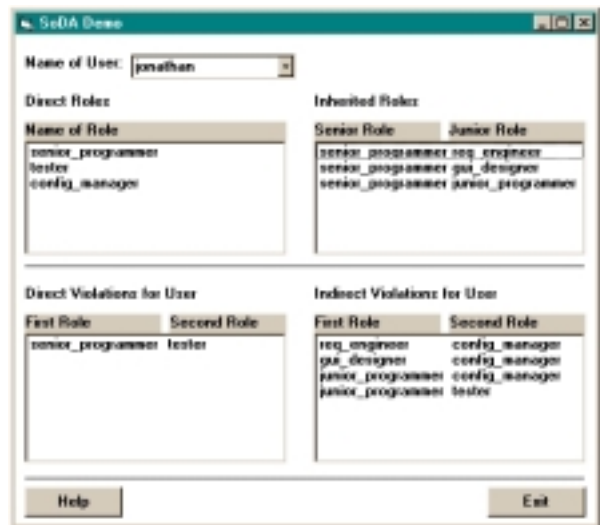 SoDA Demo
Name of User: jonathan
Direct Roles
Name of Role
senior_programmer
tester
config_manager
Inherited Roles
Senior Role Junior Role
senior_programmer req_engineer
senior_programmer gui_designer
senior_programmer junior_programmer
Direct Violations for User
First Role Second Role
senior_programmer tester
Indirect Violations for User
First Role Second Role
req_engineer config_manager
gui_designer config_manager
junior_programmer config_manager
junior_programmer tester
Help
Exit